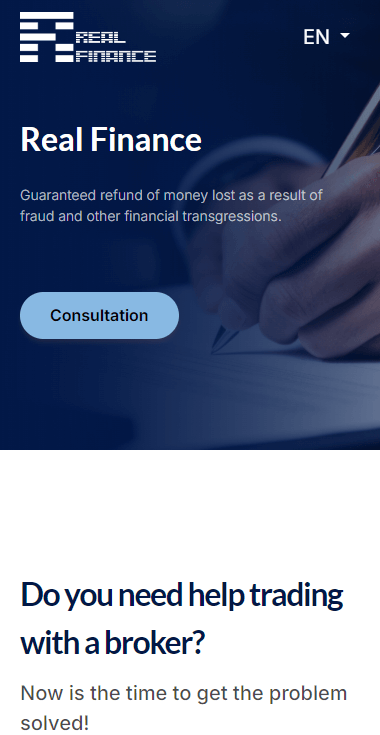 REAL
FINANCE
EN
Real Finance
Guaranteed refund of money lost as a result of
fraud and other financial transgressions.
Consultation
Do you need help trading
with a broker?
Now is the time to get the problem
solved!